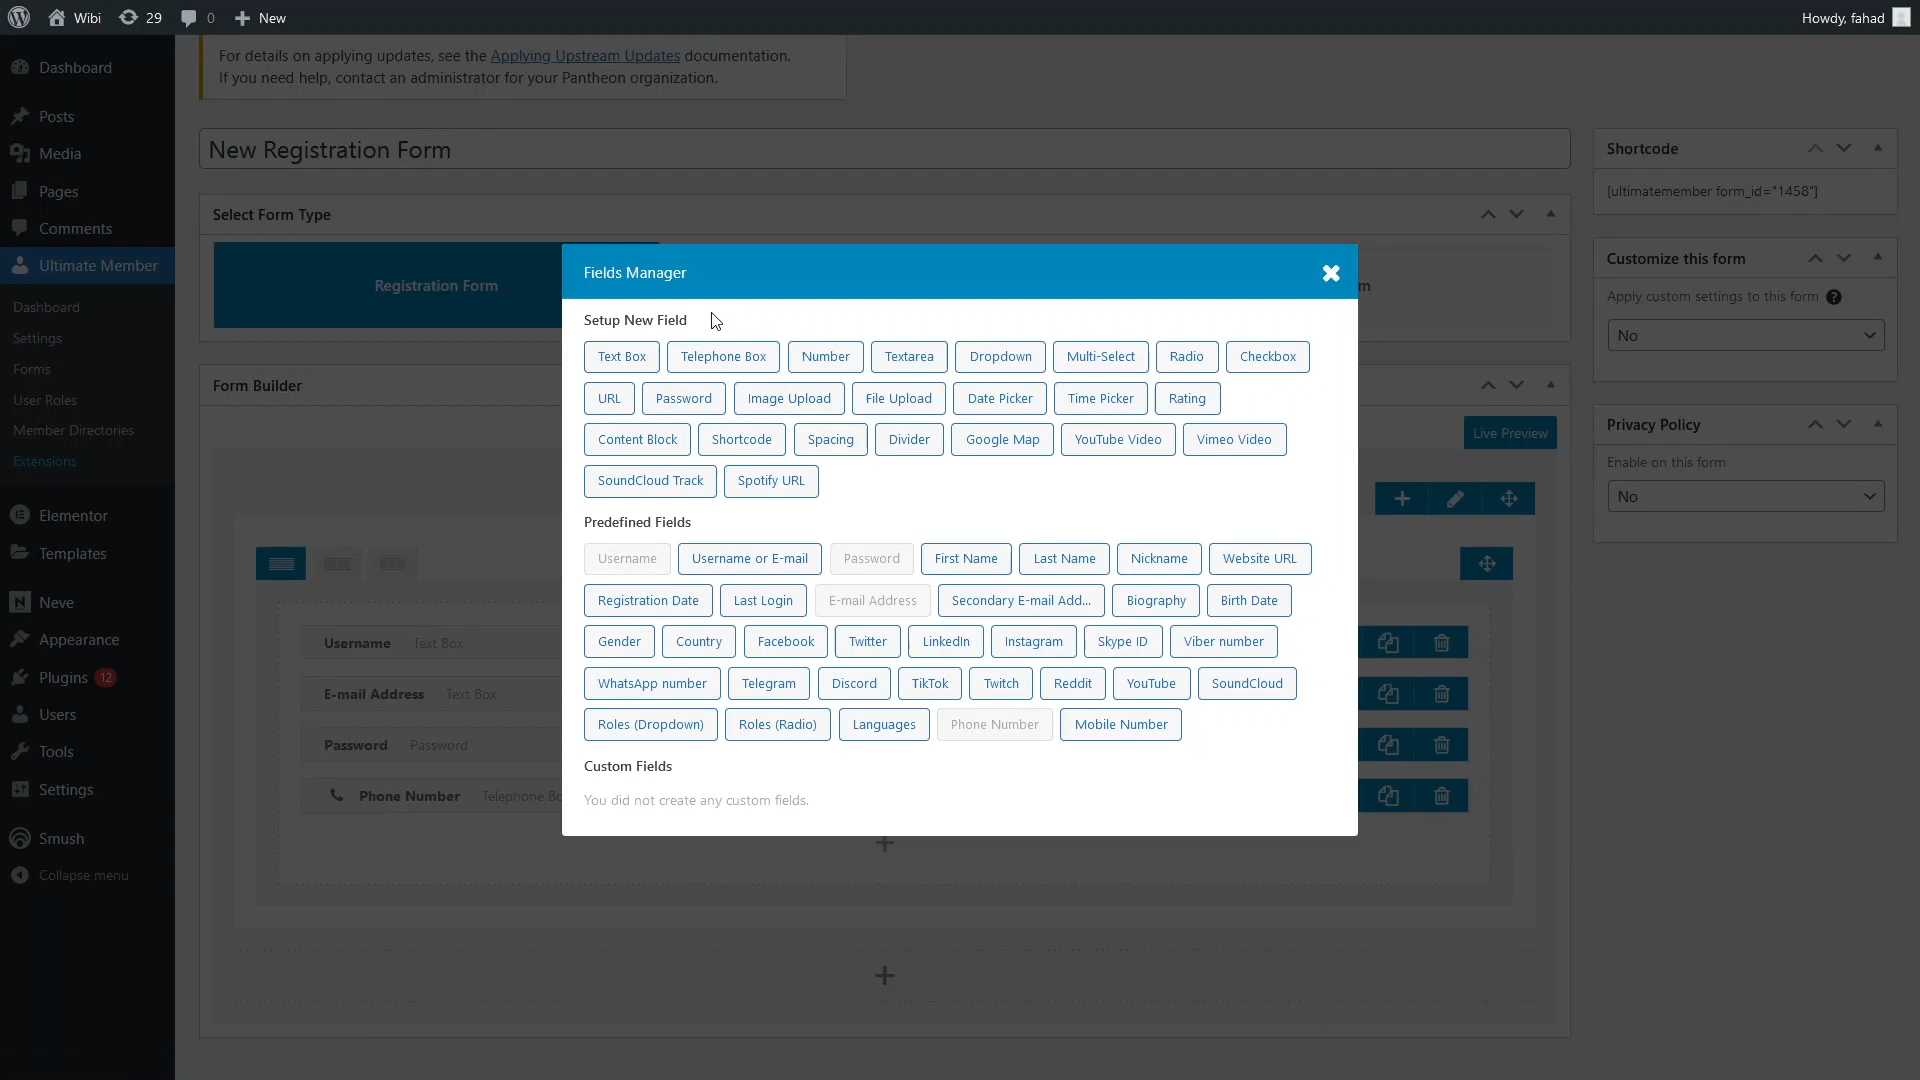 Wibi 29 0 New Howdy, fahad
For details on applying updates, see the Applying Upstream Updates documentation.
If you need help, contact an administrator for your Pantheon organization.
Dashboard
Posts
Media
Pages
Comments
Ultimate Member
Dashboard
Settings
Forms
User Roles
Member Directories
Extensions
Elementor
Templates
Neve
Appearance
Plugins 12
Users
Tools
Settings
Smush
Collapse menu
New Registration Form
Select Form Type
Registration Form
m
Form Builder
Live Preview
Username Text Box
E-mail Address Text Box
Password Password
Phone Number Telephone Bo
Fields Manager
Setup New Field
Text Box Telephone Box Number Textarea Dropdown Multi-Select Radio Checkbox
URL Password Image Upload File Upload Date Picker Time Picker Rating
Content Block Shortcode Spacing Divider Google Map YouTube Video Vimeo Video
SoundCloud Track Spotify URL
Predefined Fields
Username Username or E-mail Password First Name Last Name Nickname Website URL
Registration Date Last Login E-mail Address Secondary E-mail Add... Biography Birth Date
Gender Country Facebook Twitter LinkedIn Instagram Skype ID Viber number
WhatsApp number Telegram Discord TikTok Twitch Reddit YouTube SoundCloud
Roles (Dropdown) Roles (Radio) Languages Phone Number Mobile Number
Custom Fields
You did not create any custom fields.
Shortcode
[ultimatemember form_id="1458"]
Customize this form
Apply custom settings to this form ?
No
Privacy Policy
Enable on this form
No